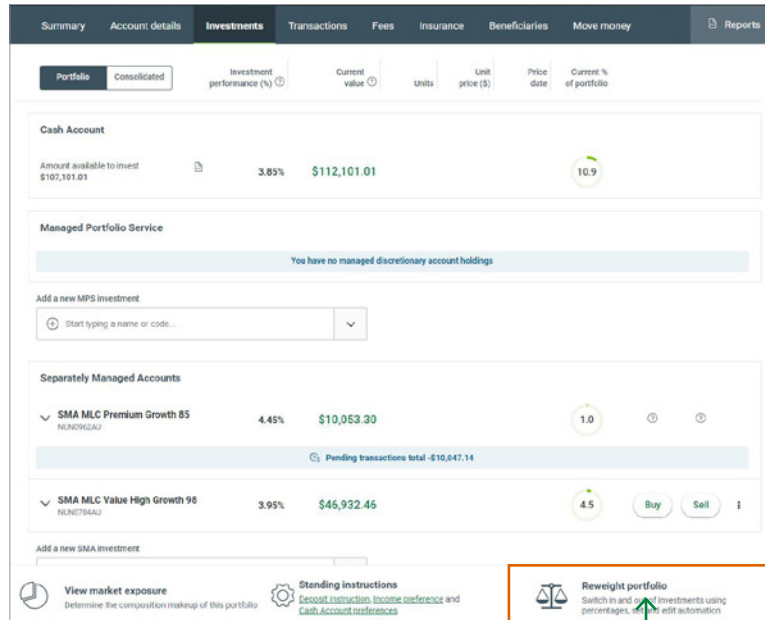 Summary Account details Investments Transactions Fees Insurance Beneficiaries Move money Reports
Portfolio Consolidated
Investment performance (%) Current value Units Unit price ($) Price date Current % of portfolio
Cash Account
Amount available to invest
$107,101.01 3.85% $112,101.01 10.9
Managed Portfolio Service
You have no managed discretionary account holdings
Add a new MPS investment
Start typing a name or code...
Separately Managed Accounts
SMA MLC Premium Growth 85 4.45% $10,053.30 1.0
NUN0962AU
Pending transactions total -$10,047.14
SMA MLC Value High Growth 98 3.95% $46,932.46 4.5 Buy Sell
NUN0784AU
Add a new SMA investment
View market exposure
Determine the composition makeup of this portfolio
Standing instructions
Deposit instruction, Income preference and
Cash Account preferences
Reweight portfolio
Switch in and out of investments using
percentages, set and edit automation